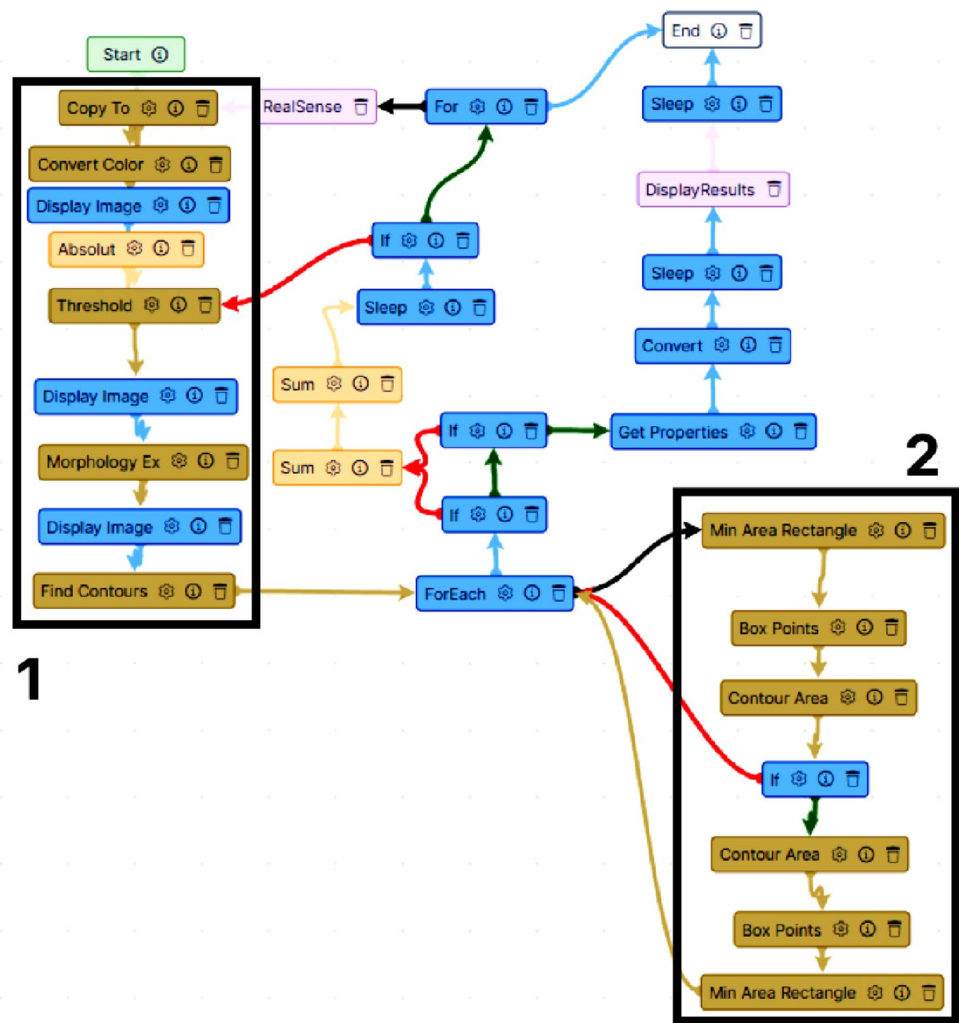 End
Start
Copy To
RealSense
For
Sleep
Convert Color
DisplayResults
Display Image
If
Absolut
Sleep
Threshold
Sleep
Convert
Sum
Display Image
If
Get Properties
2
Morphology Ex
Sum
If
Display Image
Min Area Rectangle
Find Contours
ForEach
Box Points
1
Contour Area
If
Contour Area
Box Points
Min Area Rectangle